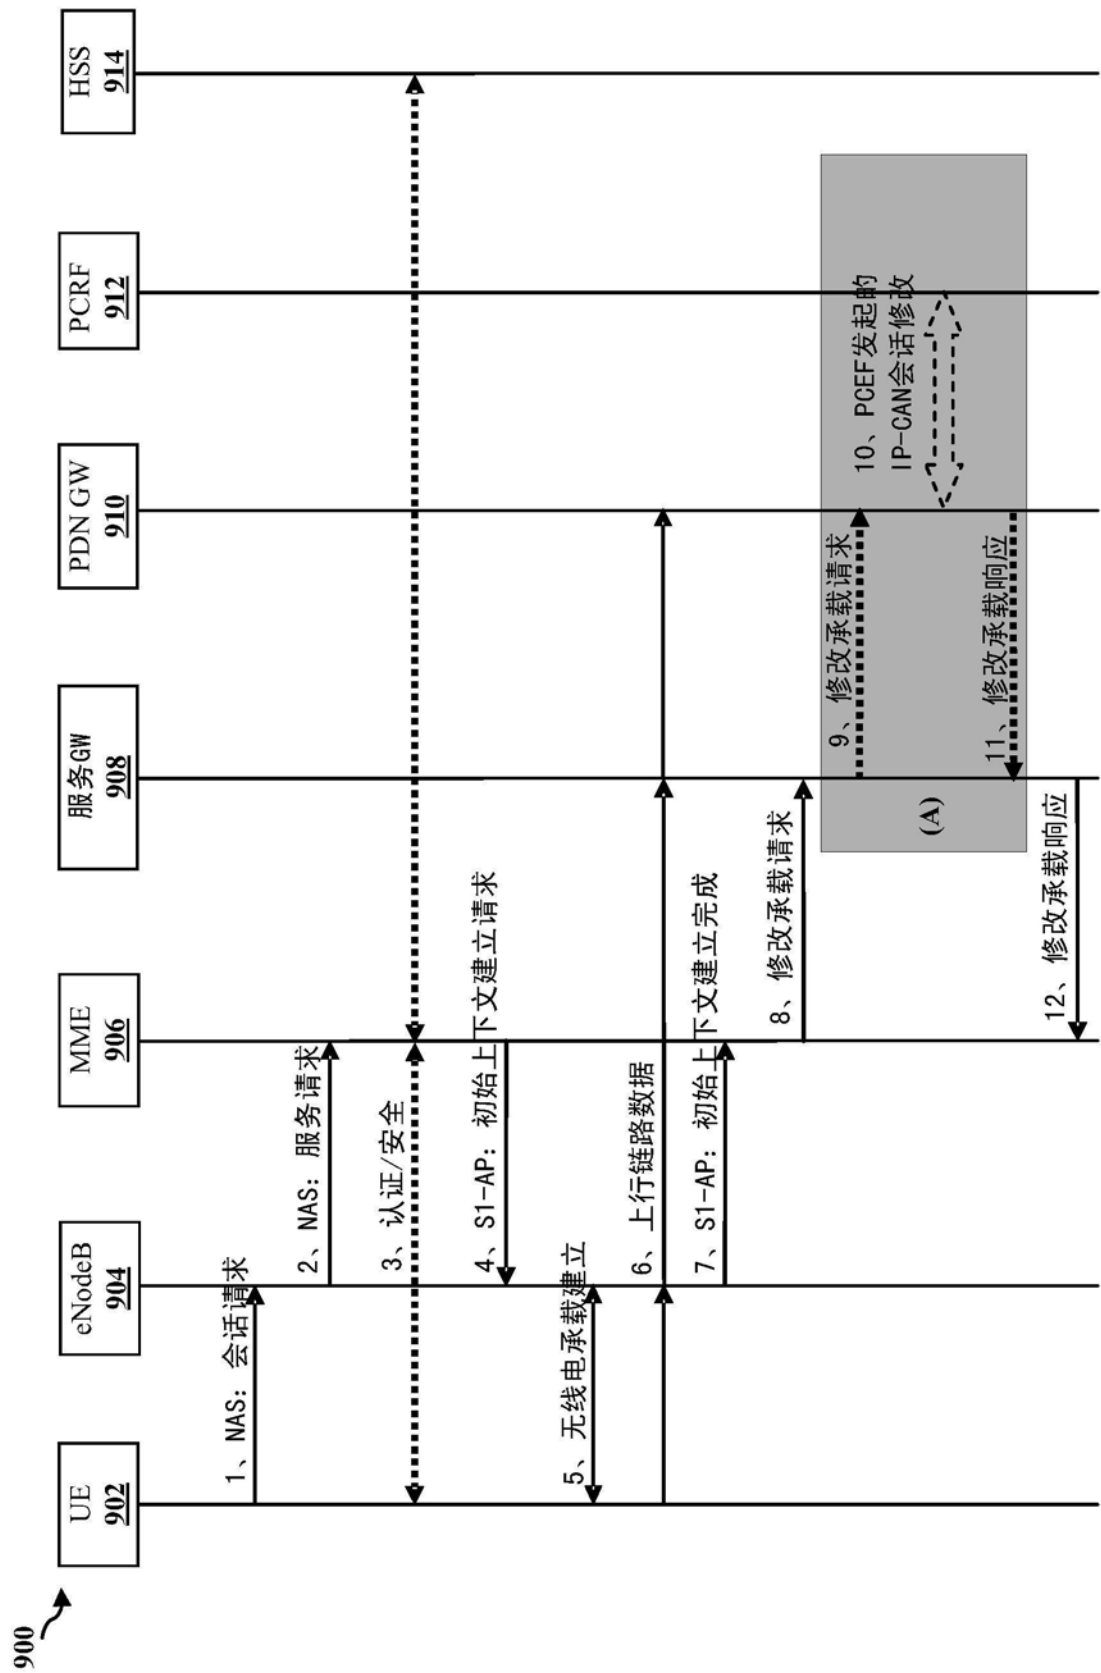 900
UE
902
eNodeB
904
MME
906
服务GW
908
PDN GW
910
PCRF
912
HSS
914
1、NAS: 会话请求
2、NAS: 服务请求
3、认证/安全
4、S1-AP: 初始上下文建立请求
5、无线电承载建立
6、上行链路数据
7、S1-AP: 初始上下文建立完成
8、修改承载请求
9、修改承载请求
10、PCEF发起的
IP-CAN会话修改
(A)
11、修改承载响应
12、修改承载响应